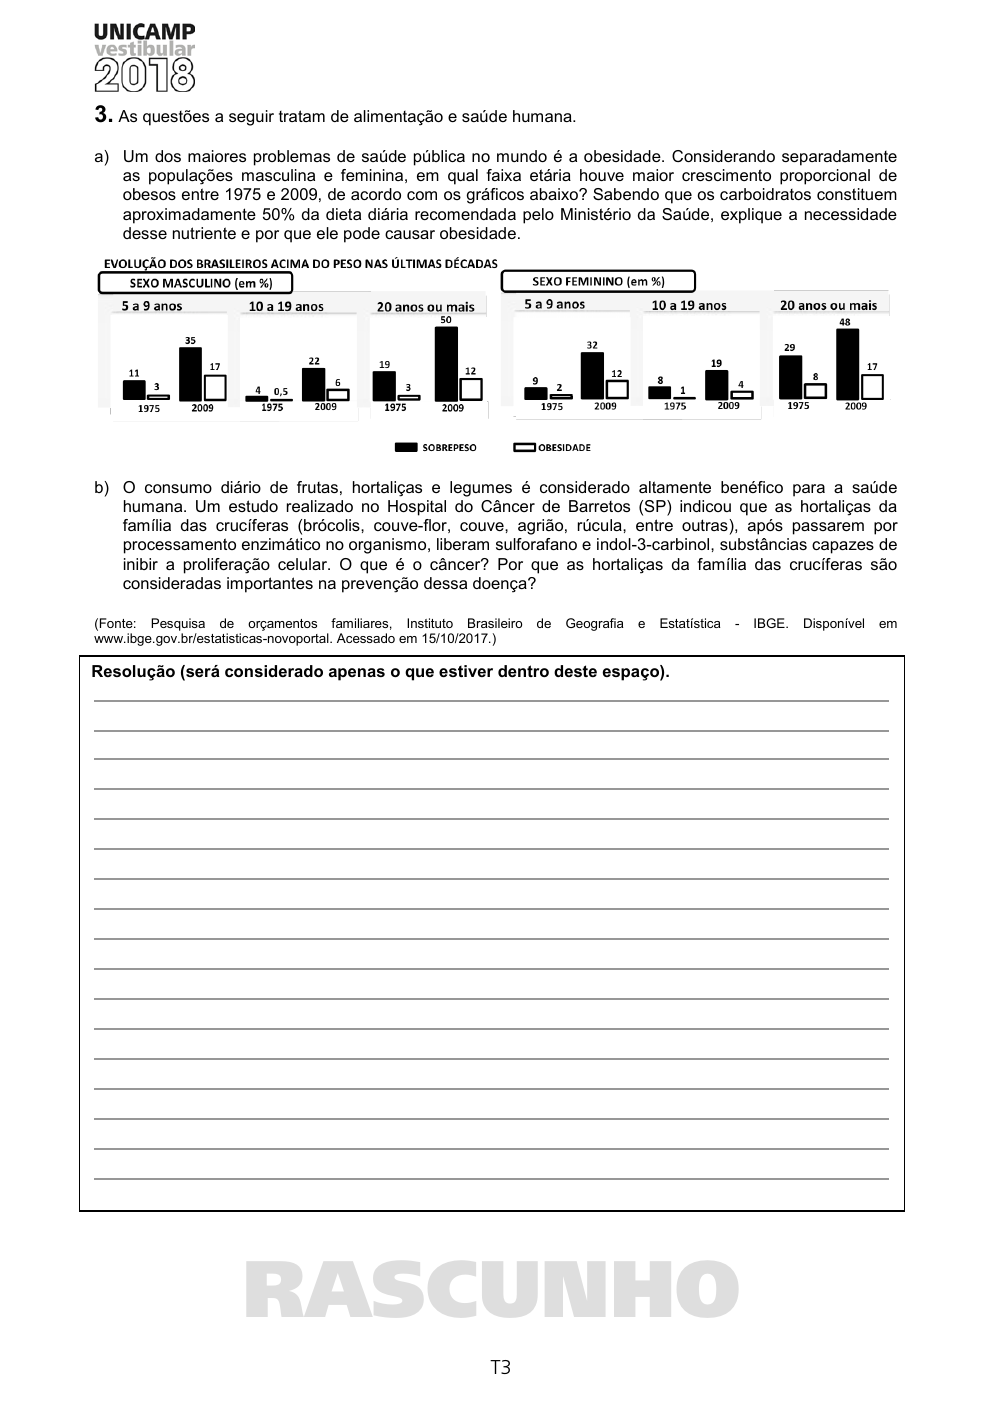 UNICAMP
vestibular
2018
3. As questões a seguir tratam de alimentação e saúde humana.
a) Um dos maiores problemas de saúde pública no mundo é a obesidade. Considerando separadamente
as populações masculina e feminina, em qual faixa etária houve maior crescimento proporcional de
obesos entre 1975 e 2009, de acordo com os gráficos abaixo? Sabendo que os carboidratos constituem
aproximadamente 50% da dieta diária recomendada pelo Ministério da Saúde, explique a necessidade
desse nutriente e por que ele pode causar obesidade.
EVOLUÇÃO DOS BRASILEIROS ACIMA DO PESO NAS ÚLTIMAS DÉCADAS
SEXO MASCULINO (em %)
5 a 9 anos 10 a 19 anos 20 anos ou mais
11 3 35 17 4 0,5 22 6 19 3 50 12
1975 2009 1975 2009 1975 2009
SEXO FEMININO (em %)
5 a 9 anos 10 a 19 anos 20 anos ou mais
9 2 32 12 8 1 19 4 29 8 48 17
1975 2009 1975 2009 1975 2009
SOBREPESO OBESIDADE
b) O consumo diário de frutas, hortaliças e legumes é considerado altamente benéfico para a saúde
humana. Um estudo realizado no Hospital do Câncer de Barretos (SP) indicou que as hortaliças da
família das crucíferas (brócolis, couve-flor, couve, agrião, rúcula, entre outras), após passarem por
processamento enzimático no organismo, liberam sulforafano e indol-3-carbinol, substâncias capazes de
inibir a proliferação celular. O que é o câncer? Por que as hortaliças da família das crucíferas são
consideradas importantes na prevenção dessa doença?
(Fonte: Pesquisa de orçamentos familiares, Instituto Brasileiro de Geografia e Estatística - IBGE. Disponível em
www.ibge.gov.br/estatisticas-novoportal. Acessado em 15/10/2017.)
Resolução (será considerado apenas o que estiver dentro deste espaço).
RASCUNHO
T3